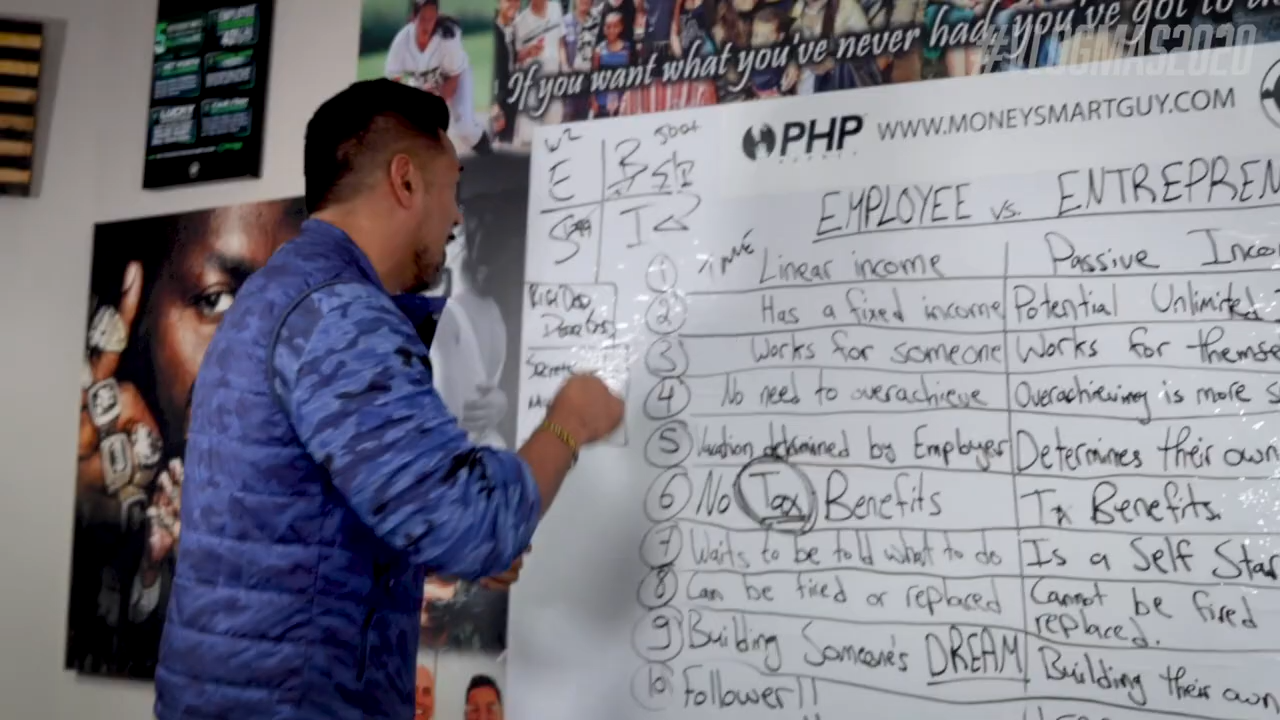 If you want what you've never had, you've got to
#VLOGMAS2020
PHP
WWW.MONEYSMARTGUY.COM
W2
E
B
500+
S
I
EMPLOYEE vs. ENTREPREN
1 Linear income Passive Inco
2 Has a fixed income Potential Unlimited
3 Works for someone Works for themse
4 No need to overachieve Overachieving is more s
5 Vacation determined by Employer Determines their own
6 No Tax Benefits Tx Benefits.
7 Waits to be told what to do Is a Self Star
8 Can be fired or replaced Cannot be fired
replaced.
9 Building Someone's DREAM Building their own
10 Follower!!
Rich Dad
Secrets